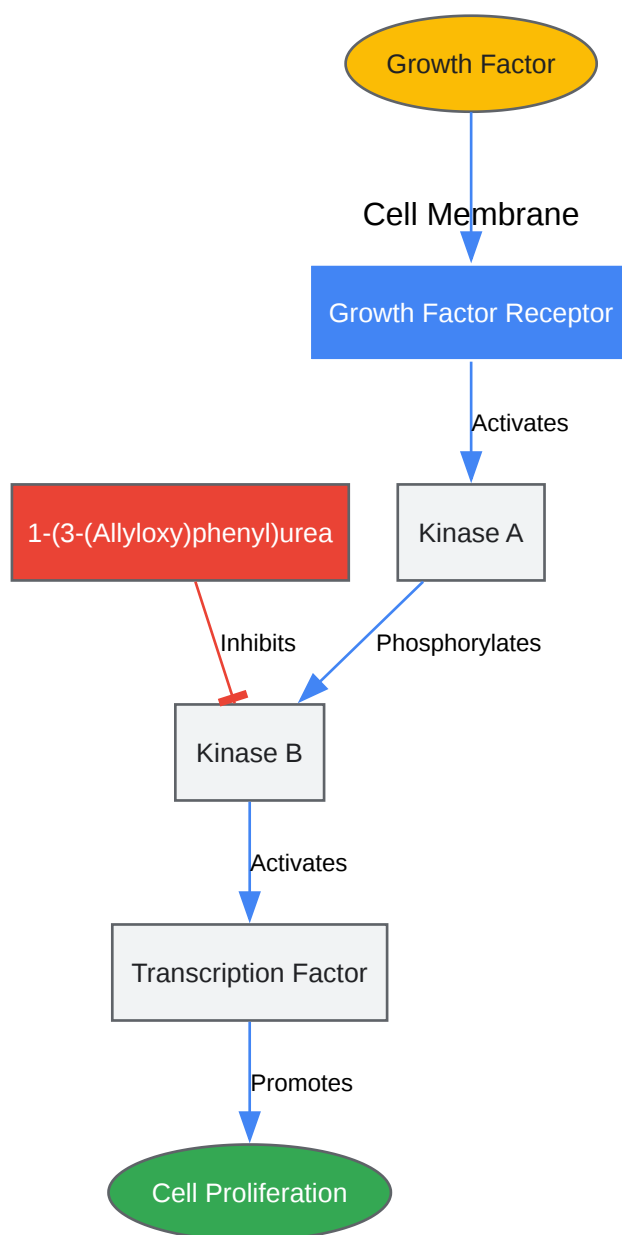 Growth Factor
Cell Membrane
Growth Factor Receptor
Activates
1-(3-(Allyloxy)phenyl)urea
Kinase A
Inhibits
Phosphorylates
Kinase B
Activates
Transcription Factor
Promotes
Cell Proliferation